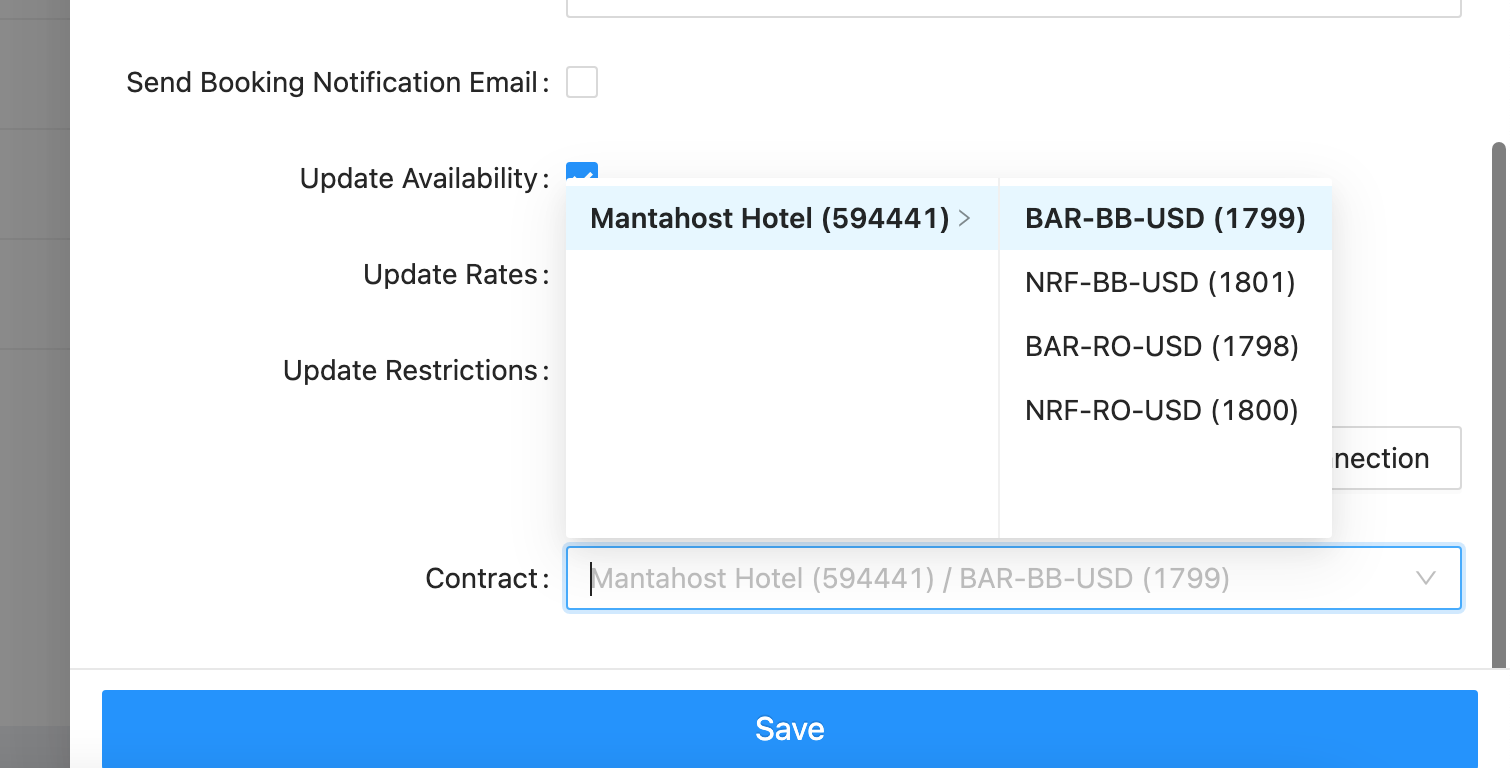 Send Booking Notification Email:
Update Availability:
Mantahost Hotel (594441) >
BAR-BB-USD (1799)
Update Rates:
NRF-BB-USD (1801)
BAR-RO-USD (1798)
Update Restrictions:
NRF-RO-USD (1800)
nection
Contract:
Mantahost Hotel (594441) / BAR-BB-USD (1799)
Save